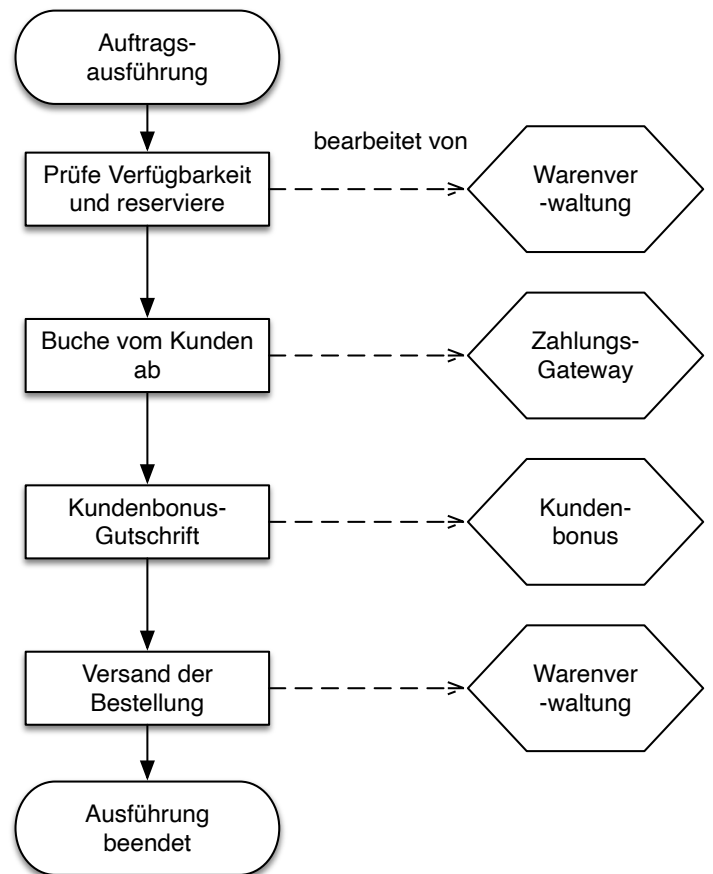 Auftrags-
ausführung
bearbeitet von
Prüfe Verfügbarkeit
und reserviere
Warenver
-waltung
Buche vom Kunden
ab
Zahlungs-
Gateway
Kundenbonus-
Gutschrift
Kunden-
bonus
Versand der
Bestellung
Warenver
-waltung
Ausführung
beendet